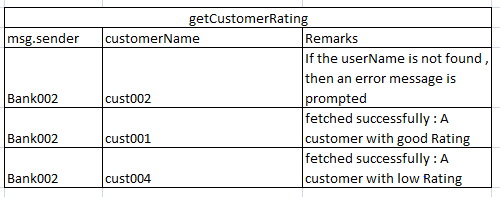 getCustomerRating
msg.sender customerName Remarks
If the userName is not found ,
then an error message is
Bank002 cust002 prompted
fetched successfully : A
Bank002 cust001 customer with good Rating
fetched successfully : A
Bank002 cust004 customer with low Rating